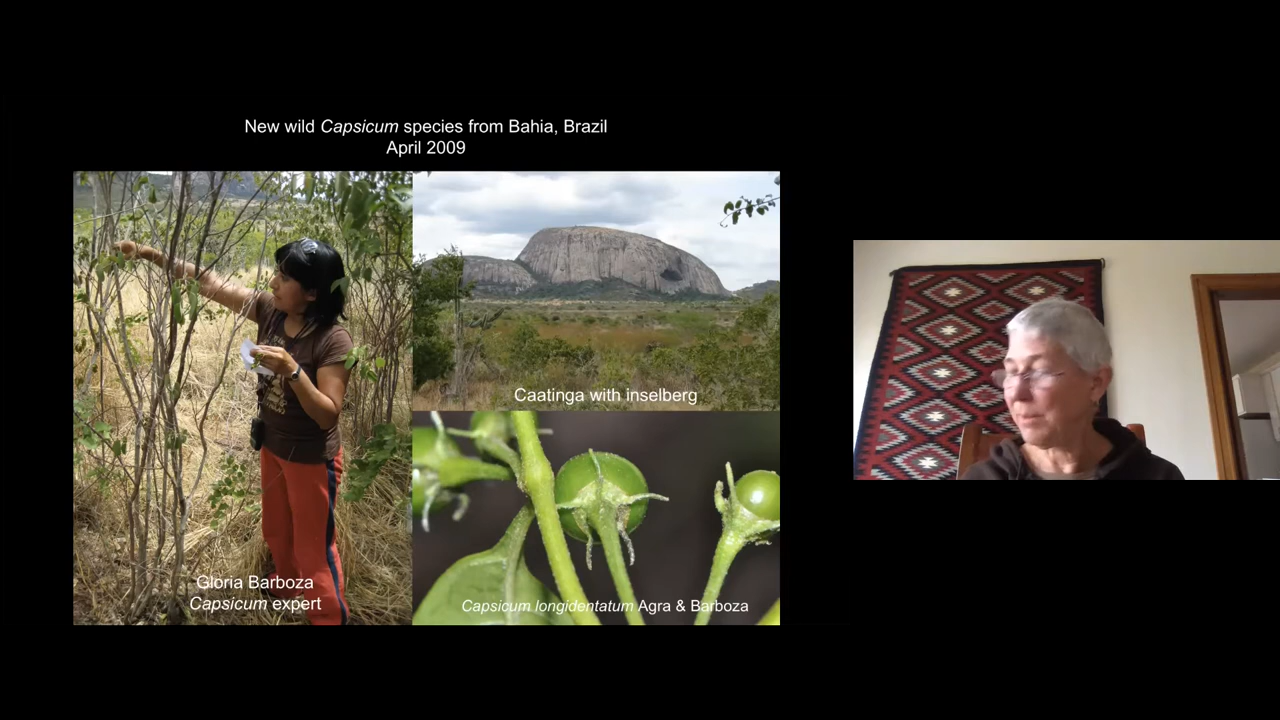 New wild Capsicum species from Bahia, Brazil
April 2009
Caatinga with inselberg
Gloria Barboza
Capsicum expert
Capsicum longidentatum Agra & Barboza